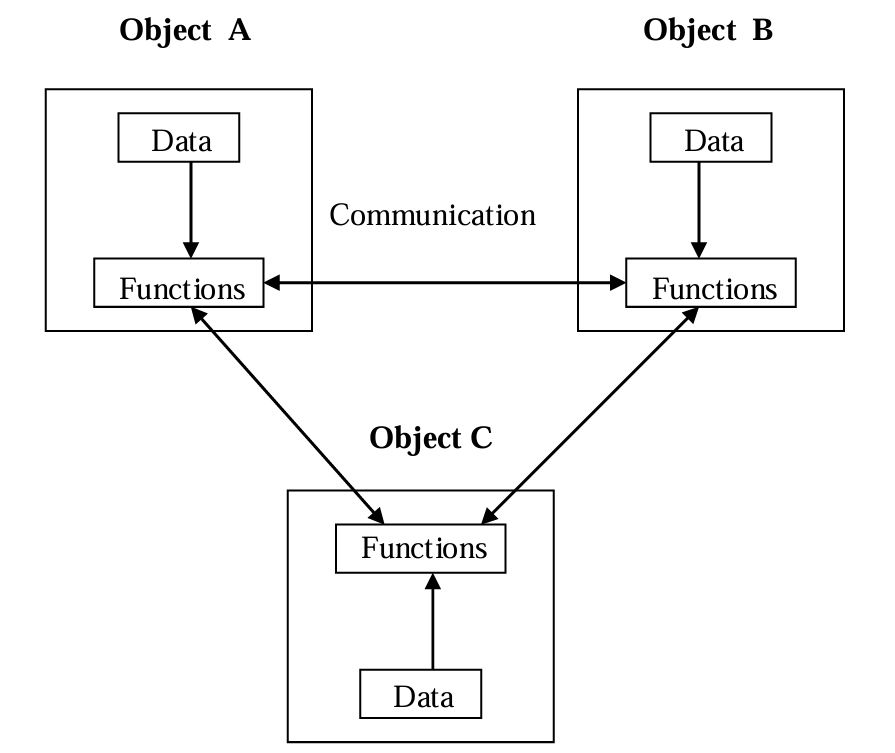 Object A
Object B
Data
Data
Communication
Functions
Functions
Object C
Functions
Data